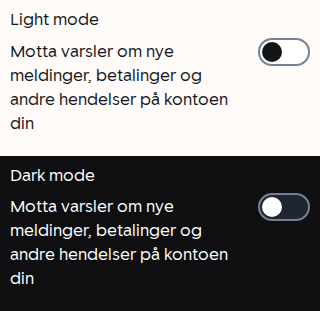 Light mode
Motta varsler om nye
meldinger, betalinger og
andre hendelser på kontoen
din
Dark mode
Motta varsler om nye
meldinger, betalinger og
andre hendelser på kontoen
din